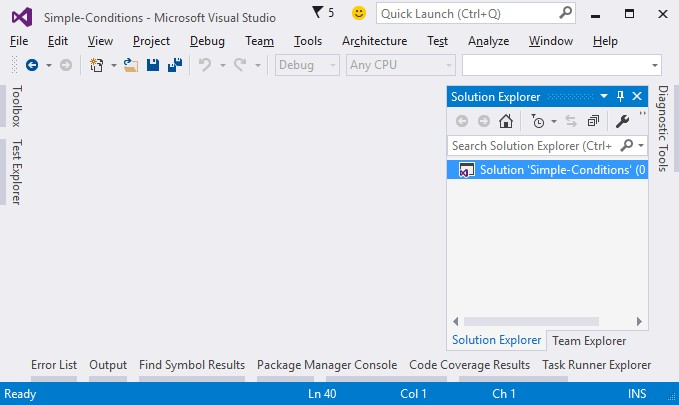 Simple-Conditions - Microsoft Visual Studio
5
Quick Launch (Ctrl+Q)
File Edit View Project Debug Team Tools Architecture Test Analyze Window Help
Debug Any CPU
Toolbox
Test Explorer
Solution Explorer
Search Solution Explorer (Ctrl+
Solution 'Simple-Conditions' (0
Solution Explorer Team Explorer
Diagnostic Tools
Error List Output Find Symbol Results Package Manager Console Code Coverage Results Task Runner Explorer
Ready Ln 40 Col 1 Ch 1 INS